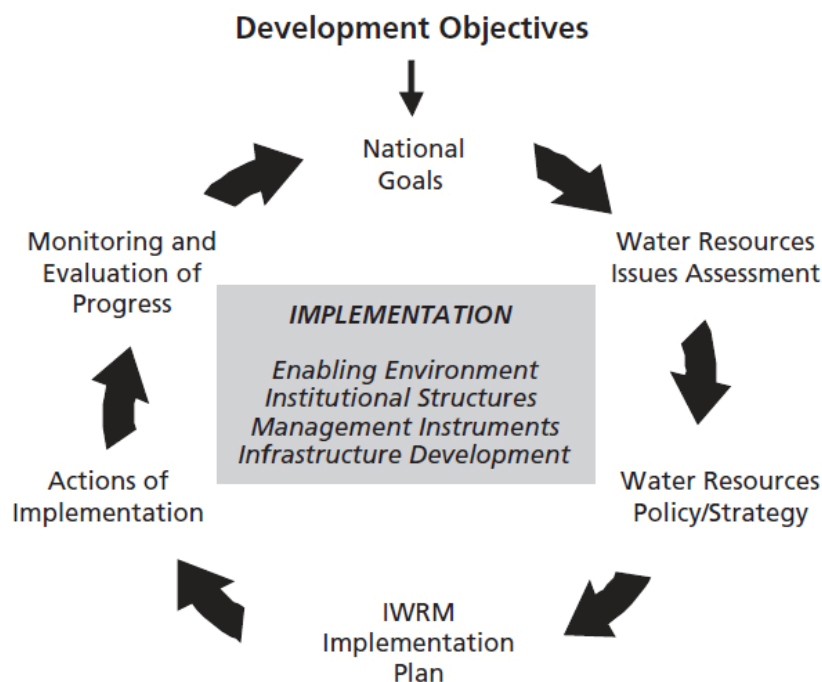 Development Objectives
National
Goals
Water Resources
Issues Assessment
Water Resources
Policy/Strategy
IWRM
Implementation
Plan
Actions of
Implementation
Monitoring and
Evaluation of
Progress
IMPLEMENTATION
Enabling Environment
Institutional Structures
Management Instruments
Infrastructure Development